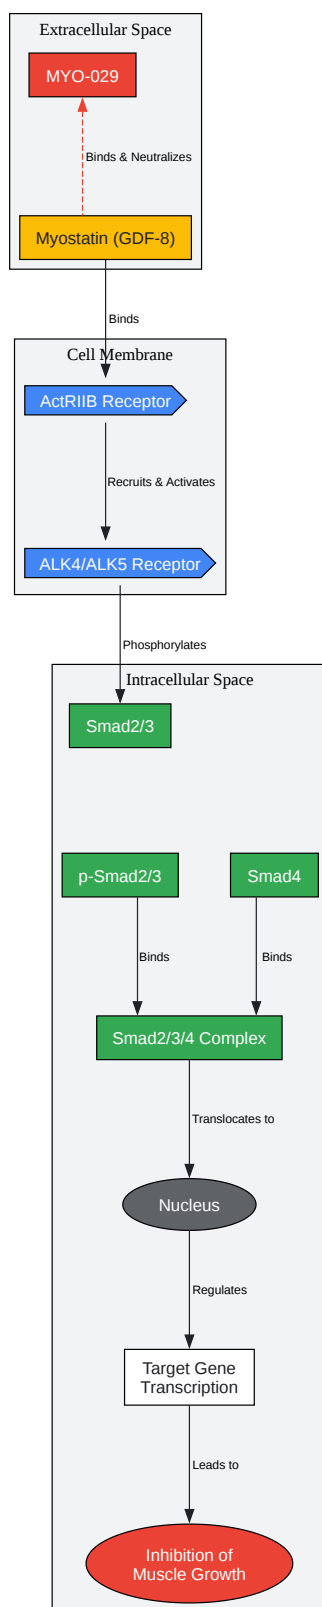 Extracellular Space
MYO-029
Binds & Neutralizes
Myostatin (GDF-8)
Binds
Cell Membrane
ActRIIB Receptor
Recruits & Activates
ALK4/ALK5 Receptor
Phosphorylates
Intracellular Space
Smad2/3
p-Smad2/3
Smad4
Binds
Binds
Smad2/3/4 Complex
Translocates to
Nucleus
Regulates
Target Gene
Transcription
Leads to
Inhibition of
Muscle Growth